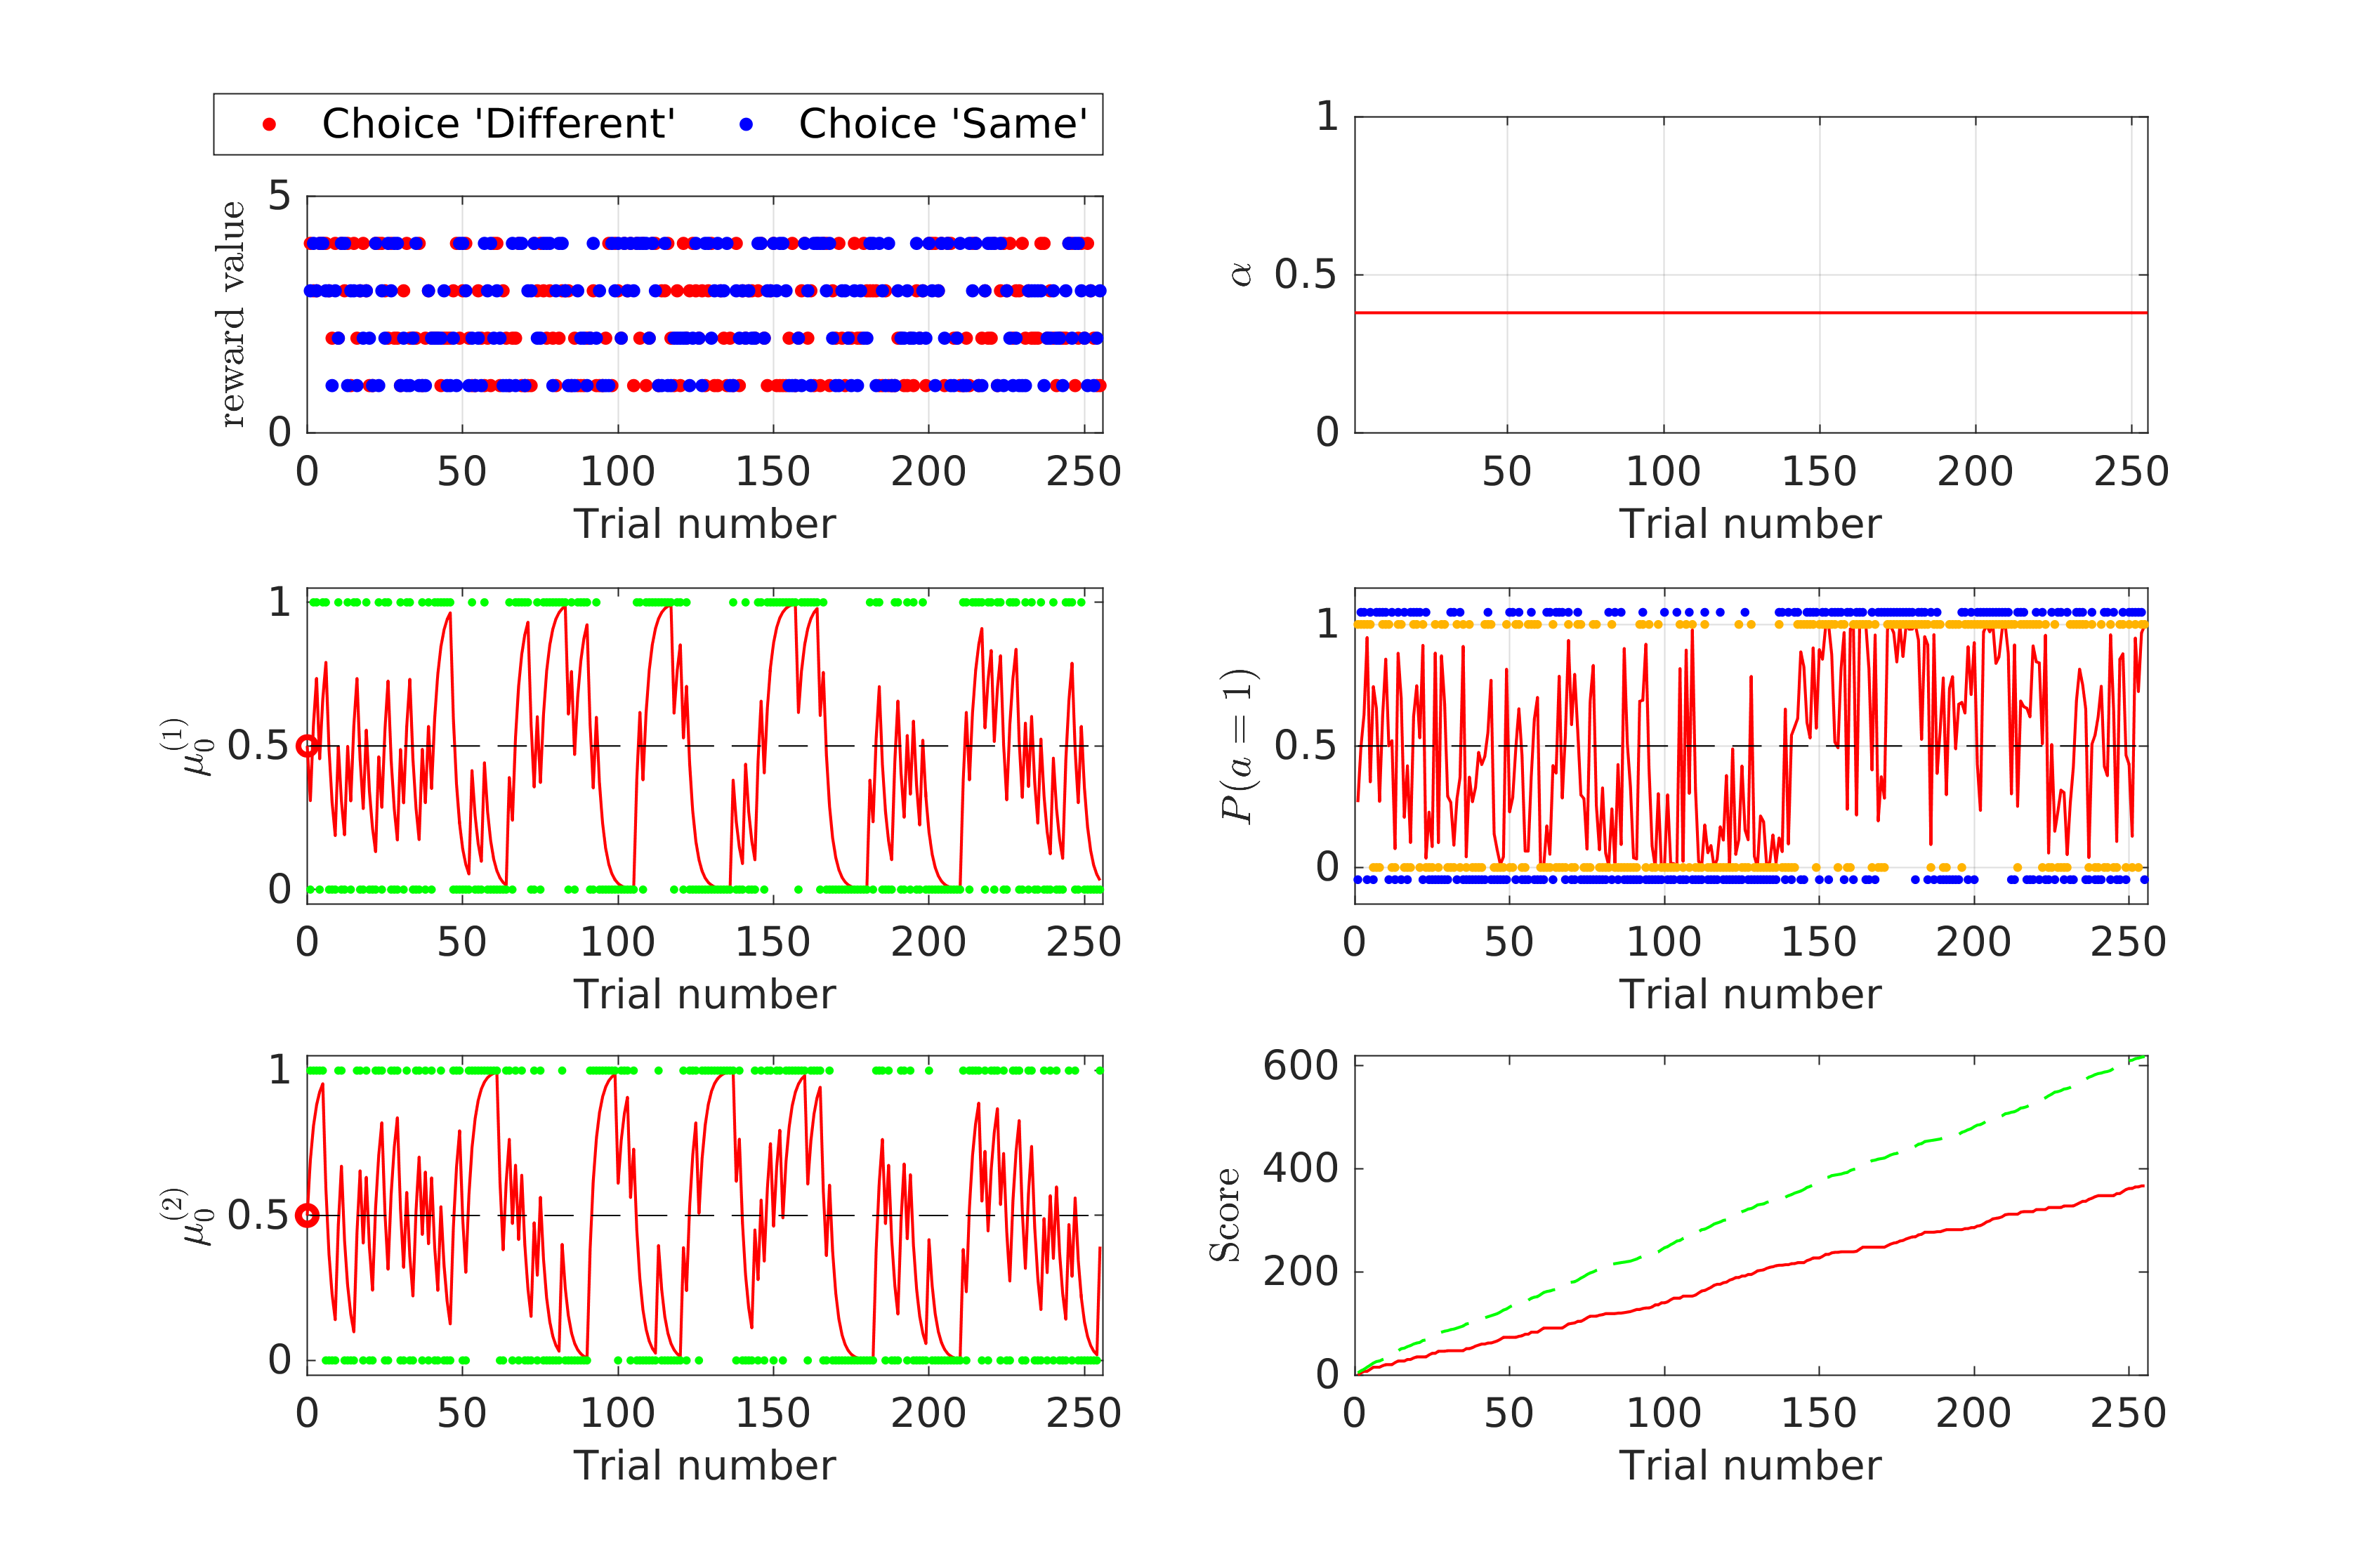 Choice 'Different' Choice 'Same'
5
0
reward value
0 50 100 150 200 250
Trial number
1
0.5
0
α
50 100 150 200 250
Trial number
1
0.5
0
μ₀⁽¹⁾
0 50 100 150 200 250
Trial number
1
0.5
0
P(a = 1)
0 50 100 150 200 250
Trial number
1
0.5
0
μ₀⁽²⁾
0 50 100 150 200 250
Trial number
600
400
200
0
Score
0 50 100 150 200 250
Trial number